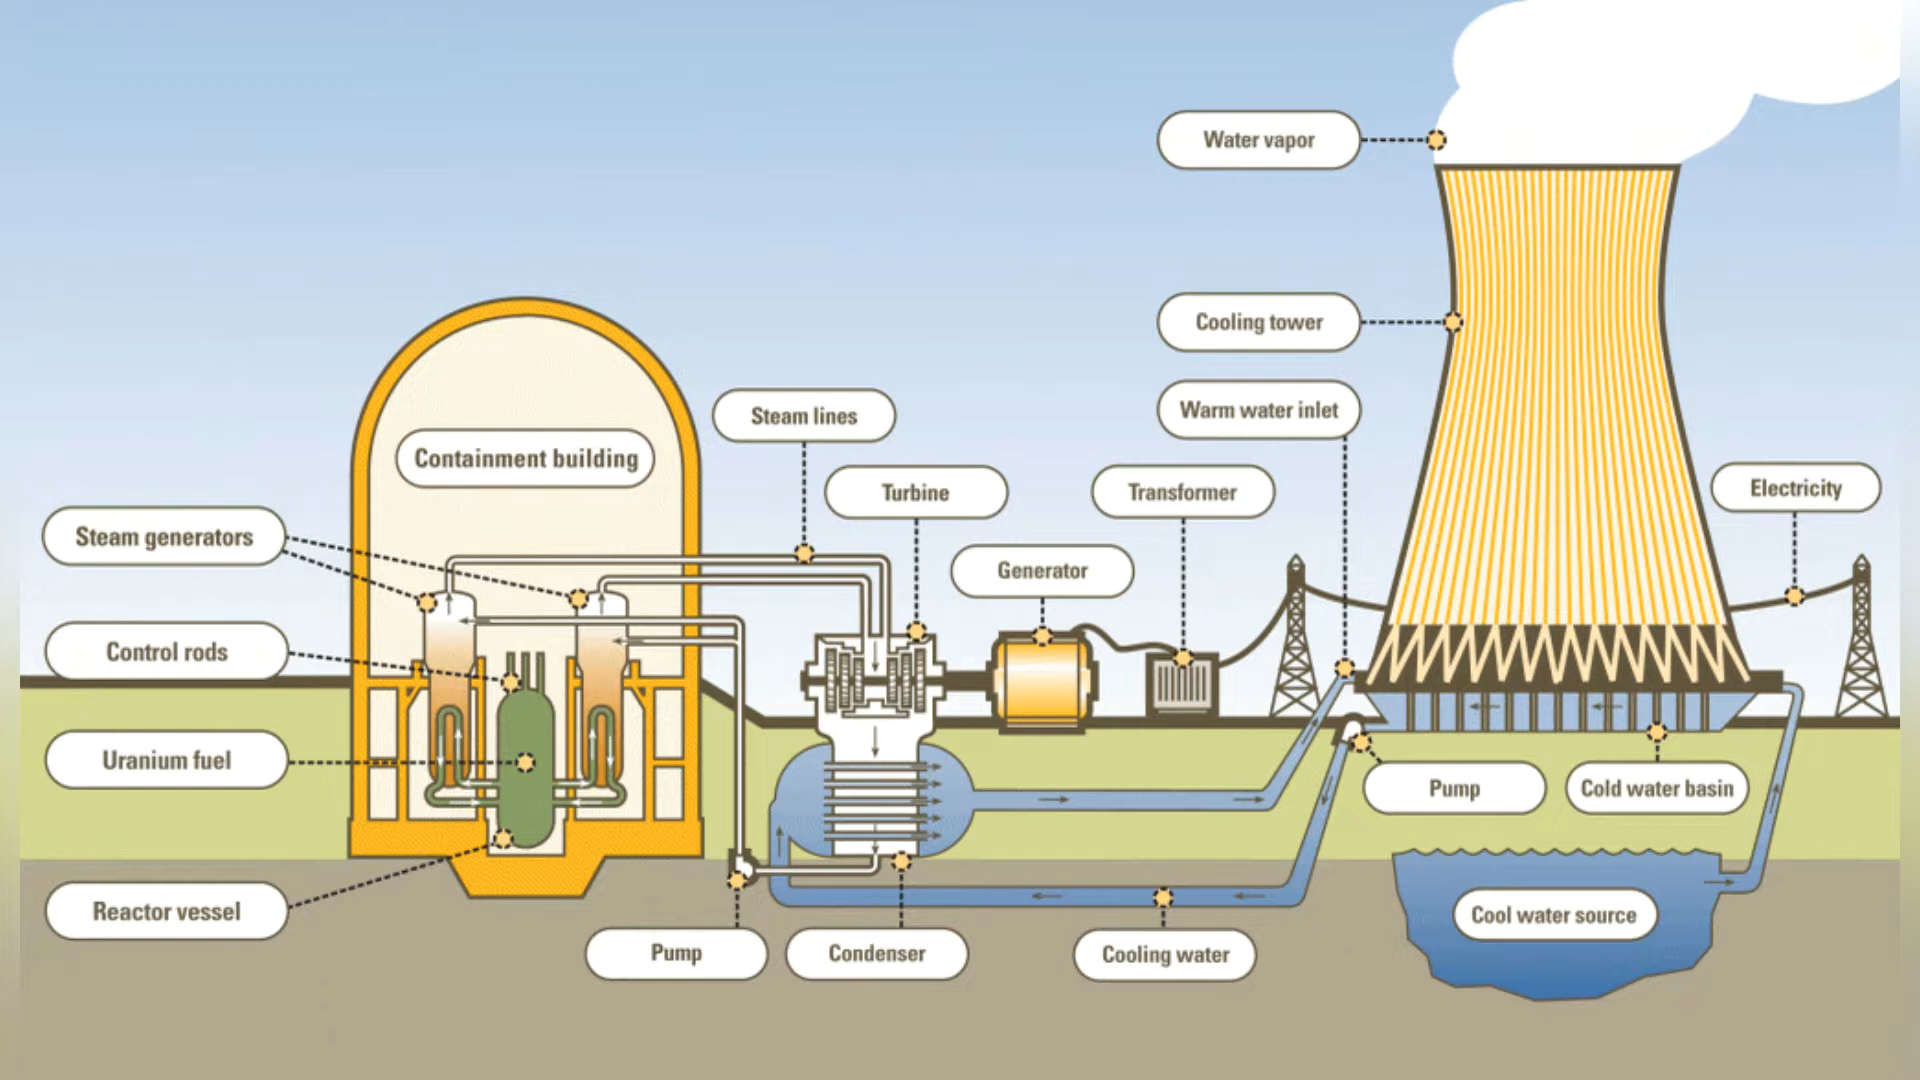 Water vapor
Cooling tower
Warm water inlet
Steam lines
Containment building
Turbine
Transformer
Electricity
Steam generators
Generator
Control rods
Uranium fuel
Pump
Cold water basin
Reactor vessel
Cool water source
Pump
Condenser
Cooling water